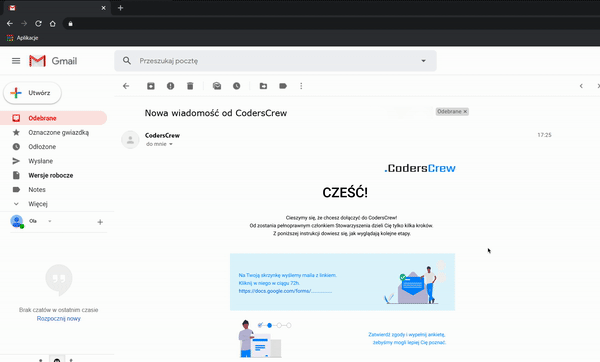 Aplikacje
Gmail
Przeszukaj pocztę
Utwórz
Odebrane
Oznaczone gwiazdką
Odłożone
Wysłane
Wersje robocze
Notes
Więcej
Ola
Brak czatów w ostatnim czasie
Rozpocznij nowy
Nowa wiadomość od CodersCrew
Odebrane
CodersCrew
17:25
do mnie
.CodersCrew
CZEŚĆ!
Cieszymy się, że chcesz dołączyć do CodersCrew!
Od zostania pełnoprawnym członkiem Stowarzyszenia dzieli Cię tylko kilka kroków.
Z poniższej instrukcji dowiesz się, jak wyglądają kolejne etapy.
Na Twoją skrzynkę wyślemy maila z linkiem
Kliknij w niego w ciągu 72h.
https://docs.google.com/forms/..............
Zatwierdź zgody i wypełnij ankietę,
żebyśmy mogli lepiej Cię poznać.